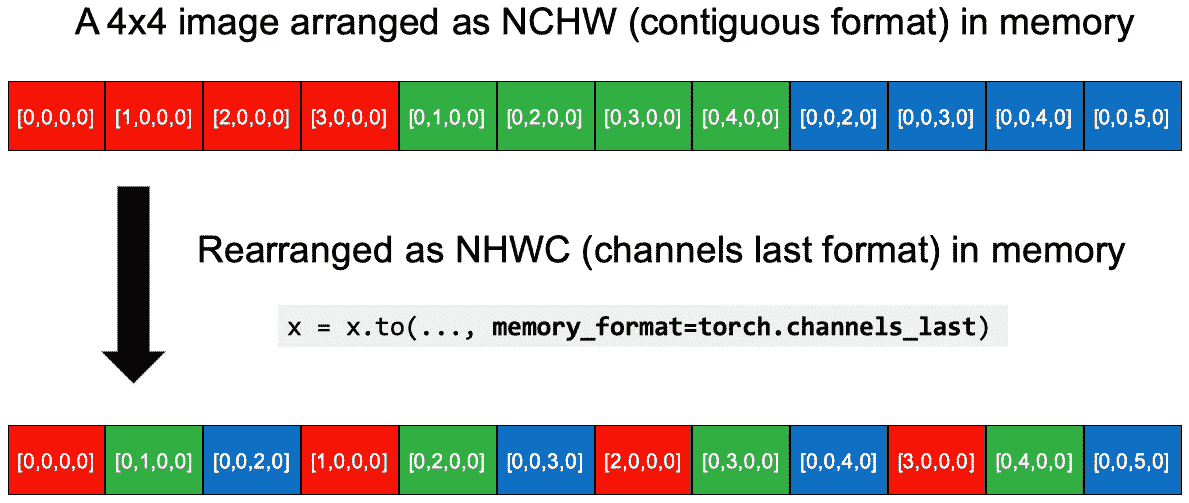 A 4x4 image arranged as NCHW (contiguous format) in memory
[0,0,0,0] [1,0,0,0] [2,0,0,0] [3,0,0,0] [0,1,0,0] [0,2,0,0] [0,3,0,0] [0,4,0,0] [0,0,2,0] [0,0,3,0] [0,0,4,0] [0,0,5,0]
Rearranged as NHWC (channels last format) in memory
x = x.to(..., memory_format=torch.channels_last)
[0,0,0,0] [0,1,0,0] [0,0,2,0] [1,0,0,0] [0,2,0,0] [0,0,3,0] [2,0,0,0] [0,3,0,0] [0,0,4,0] [3,0,0,0] [0,4,0,0] [0,0,5,0]